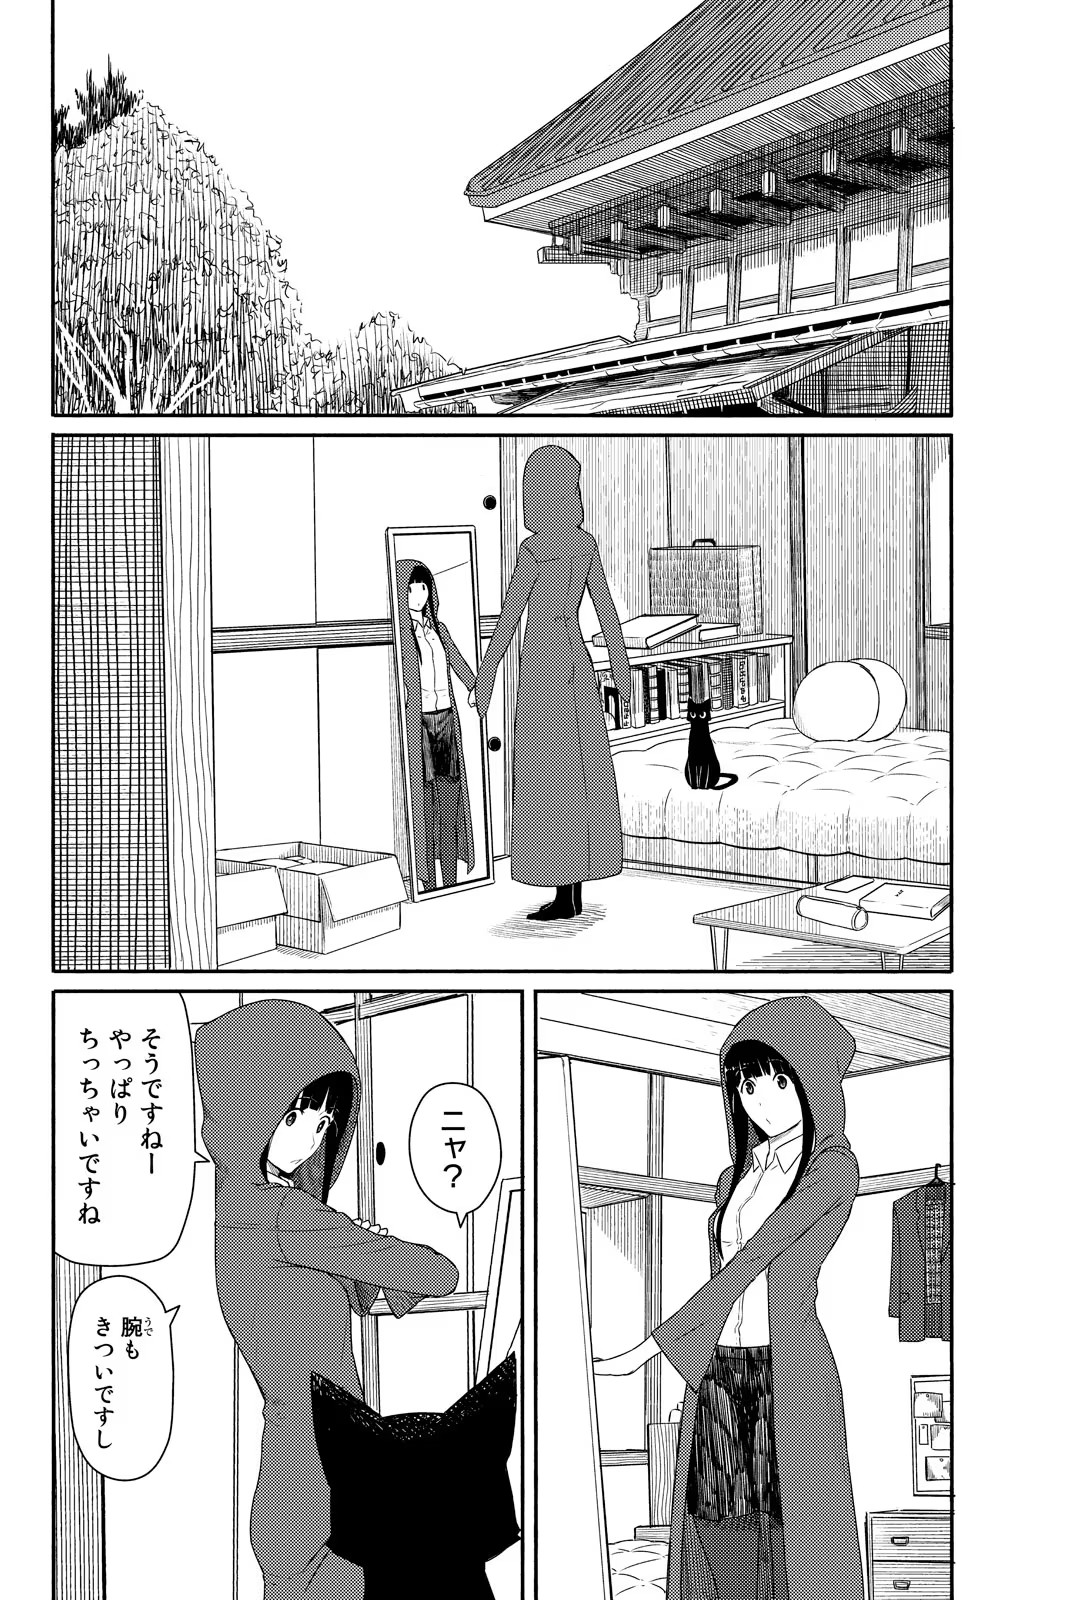 ニャ?
そうですねー
やっぱり
ちっちゃいですね
腕も
うで
きついですし